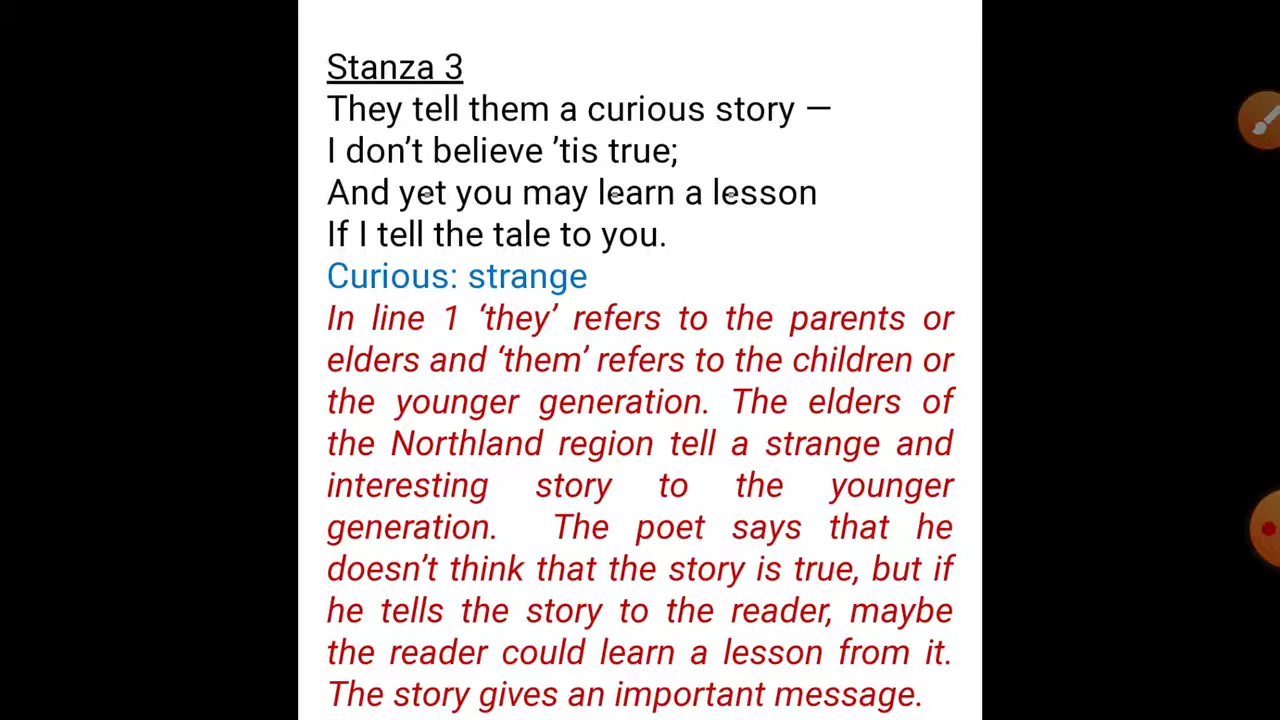 Stanza 3
They tell them a curious story —
I don’t believe ’tis true;
And yet you may learn a lesson
If I tell the tale to you.
Curious: strange
In line 1 ‘they’ refers to the parents or
elders and ‘them’ refers to the children or
the younger generation. The elders of
the Northland region tell a strange and
interesting story to the younger
generation. The poet says that he
doesn’t think that the story is true, but if
he tells the story to the reader, maybe
the reader could learn a lesson from it.
The story gives an important message.